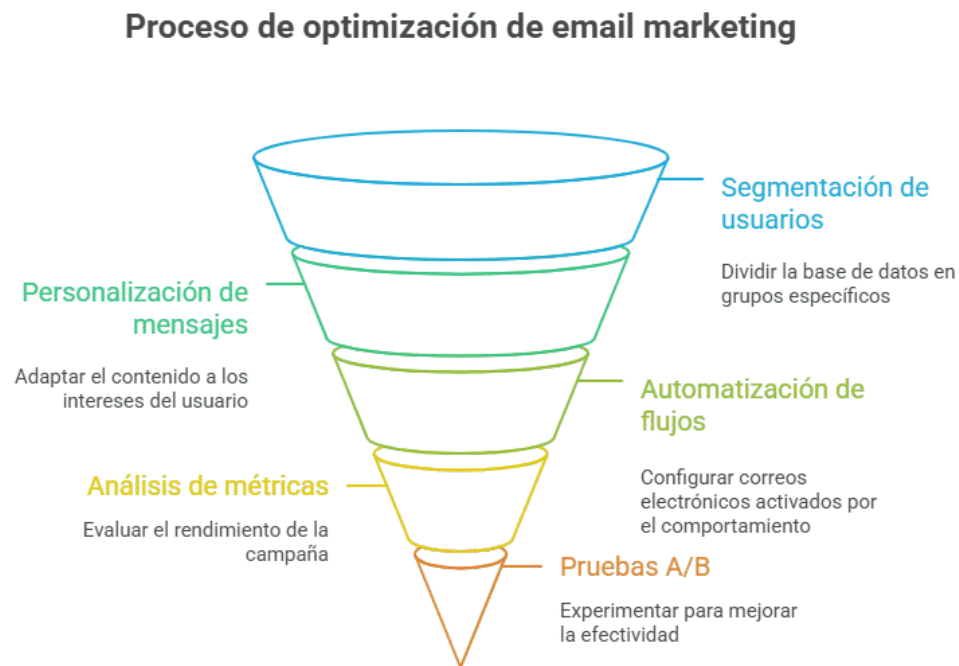 Proceso de optimización de email marketing
Segmentación de
usuarios
Dividir la base de datos en
grupos específicos
Personalización de
mensajes
Adaptar el contenido a los
intereses del usuario
Automatización de
flujos
Configurar correos
electrónicos activados por
el comportamiento
Análisis de métricas
Evaluar el rendimiento de la
campaña
Pruebas A/B
Experimentar para mejorar
la efectividad